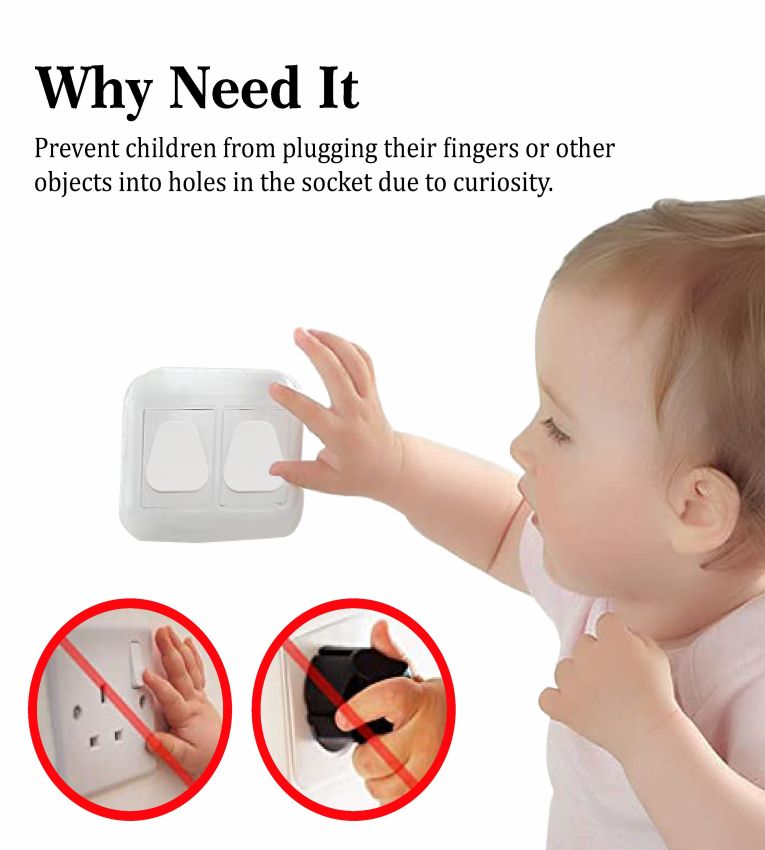 Why Need It
Prevent children from plugging their fingers or other
objects into holes in the socket due to curiosity.